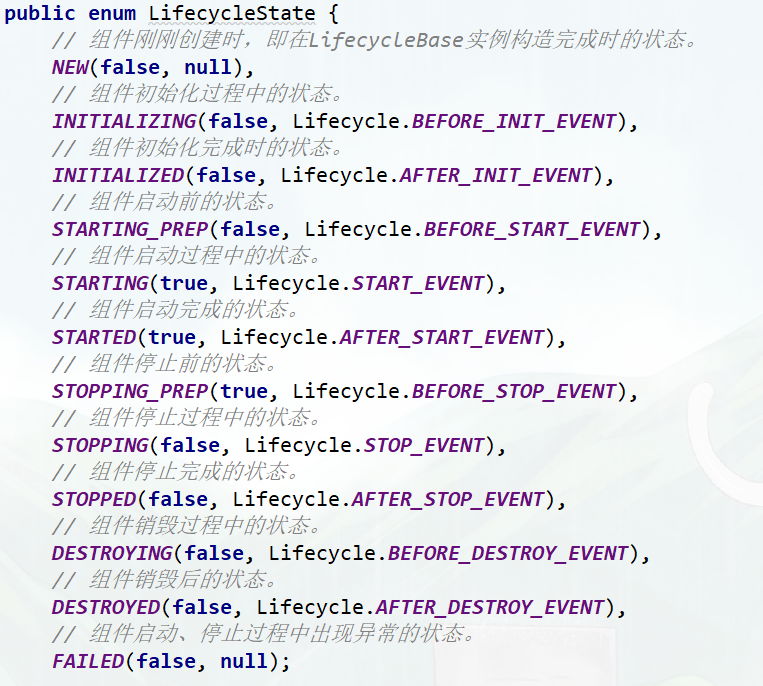 public enum LifecycleState {
// 组件刚刚创建时，即在LifecycleBase实例构造完成时的状态。
NEW(false, null),
// 组件初始化过程中的状态。
INITIALIZING(false, Lifecycle.BEFORE_INIT_EVENT),
// 组件初始化完成时的状态。
INITIALIZED(false, Lifecycle.AFTER_INIT_EVENT),
// 组件启动前的状态。
STARTING_PREP(false, Lifecycle.BEFORE_START_EVENT),
// 组件启动过程中的状态。
STARTING(true, Lifecycle.START_EVENT),
// 组件启动完成的状态。
STARTED(true, Lifecycle.AFTER_START_EVENT),
// 组件停止前的状态。
STOPPING_PREP(true, Lifecycle.BEFORE_STOP_EVENT),
// 组件停止过程中的状态。
STOPPING(false, Lifecycle.STOP_EVENT),
// 组件停止完成的状态。
STOPPED(false, Lifecycle.AFTER_STOP_EVENT),
// 组件销毁过程中的状态。
DESTROYING(false, Lifecycle.BEFORE_DESTROY_EVENT),
// 组件销毁后的状态。
DESTROYED(false, Lifecycle.AFTER_DESTROY_EVENT),
// 组件启动、停止过程中出现异常的状态。
FAILED(false, null);